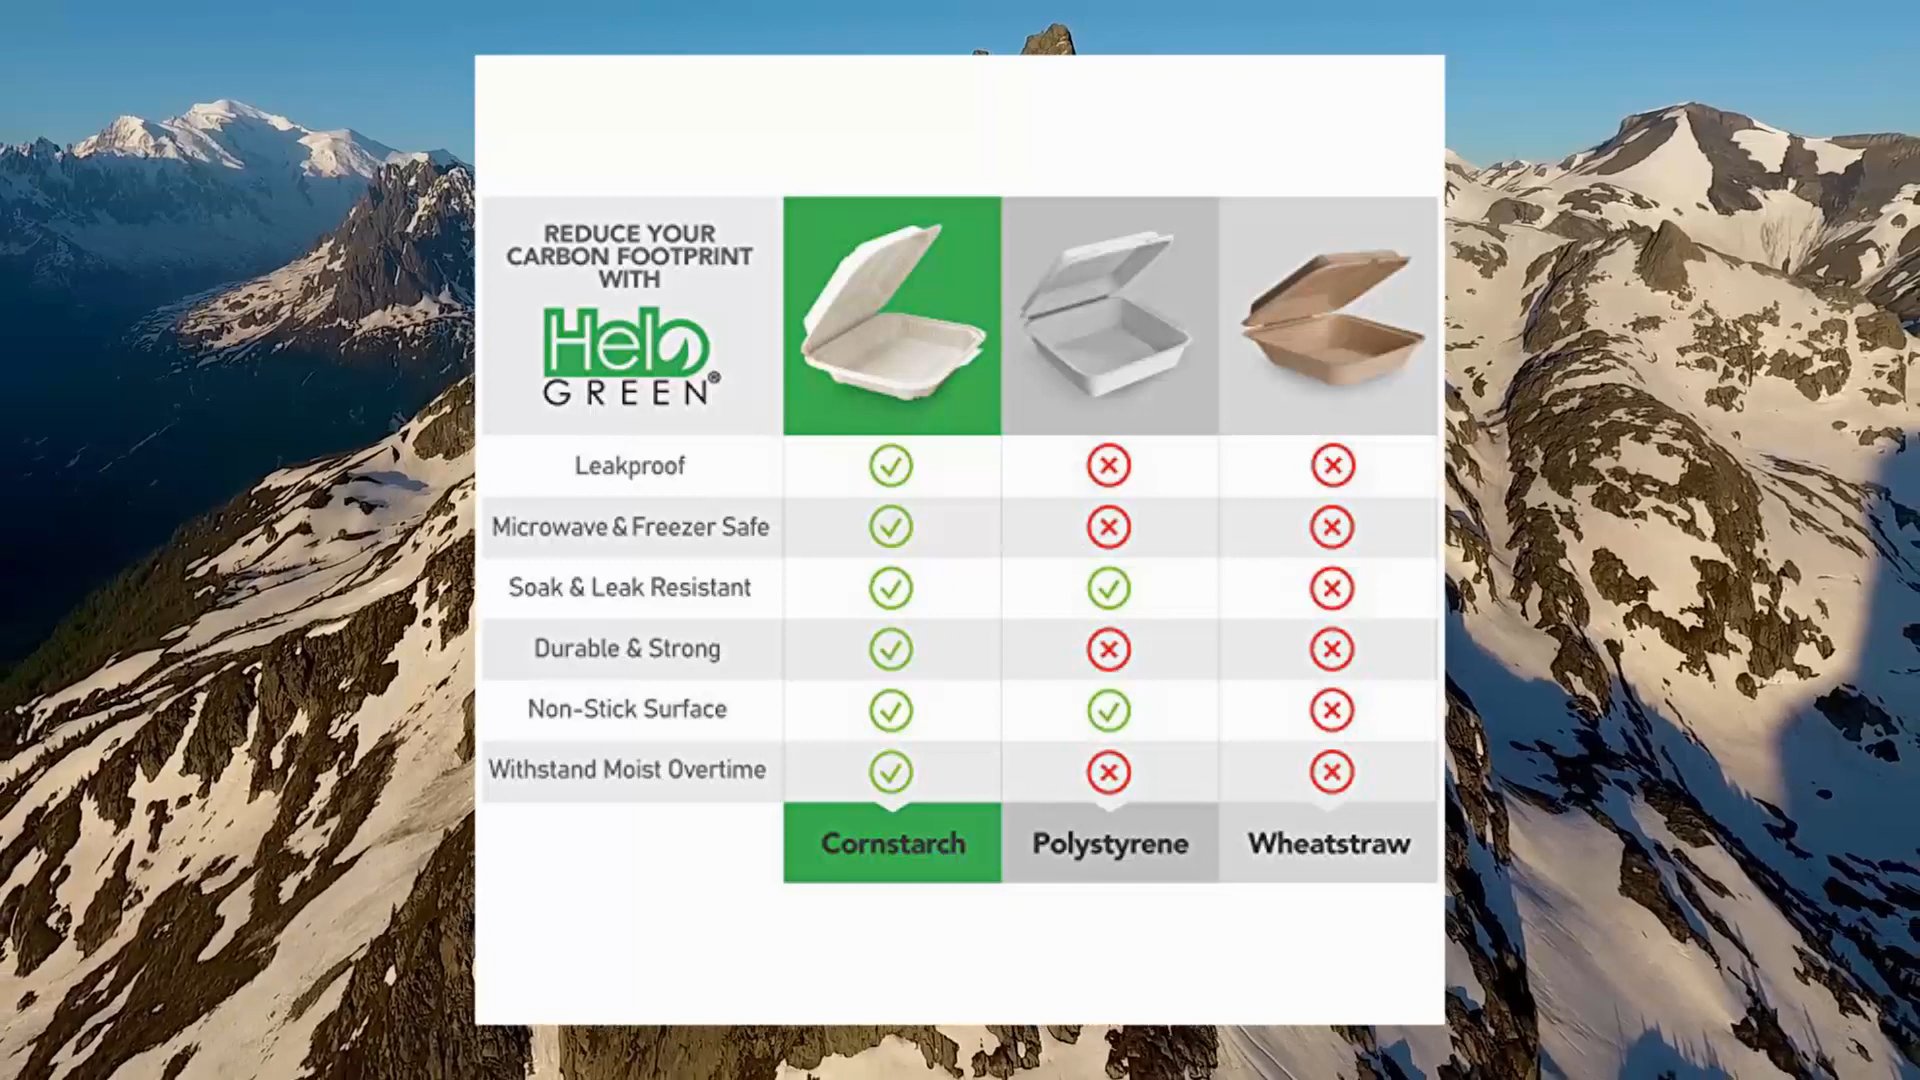 REDUCE YOUR
CARBON FOOTPRINT
WITH
Help
GREEN®
Leakproof
Microwave & Freezer Safe
Soak & Leak Resistant
Durable & Strong
Non-Stick Surface
Withstand Moist Overtime
Cornstarch Polystyrene Wheatstraw